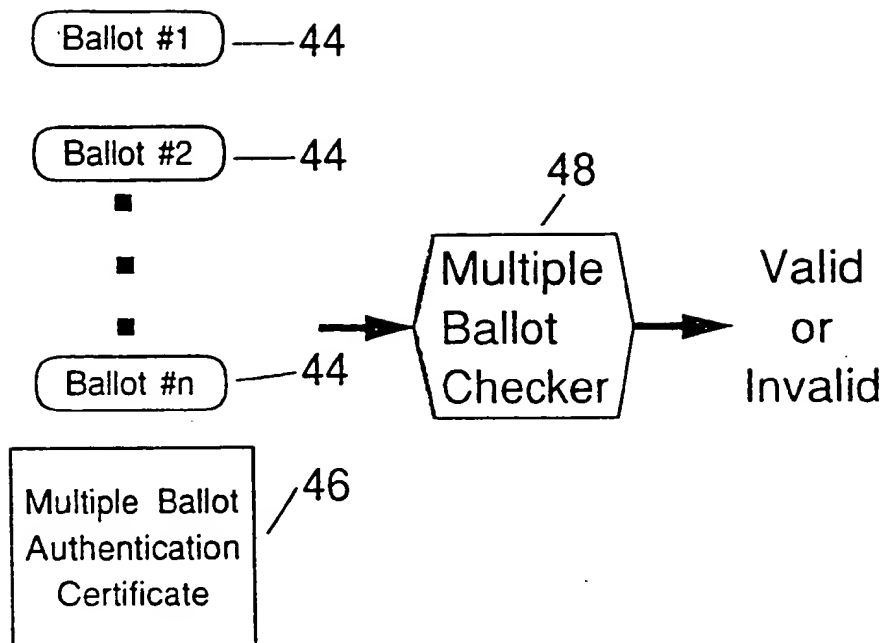 Ballot #1 44
Ballot #2 44
Ballot #n 44
Multiple Ballot
Authentication
Certificate
46
48
Multiple
Ballot
Checker
Valid
or
Invalid